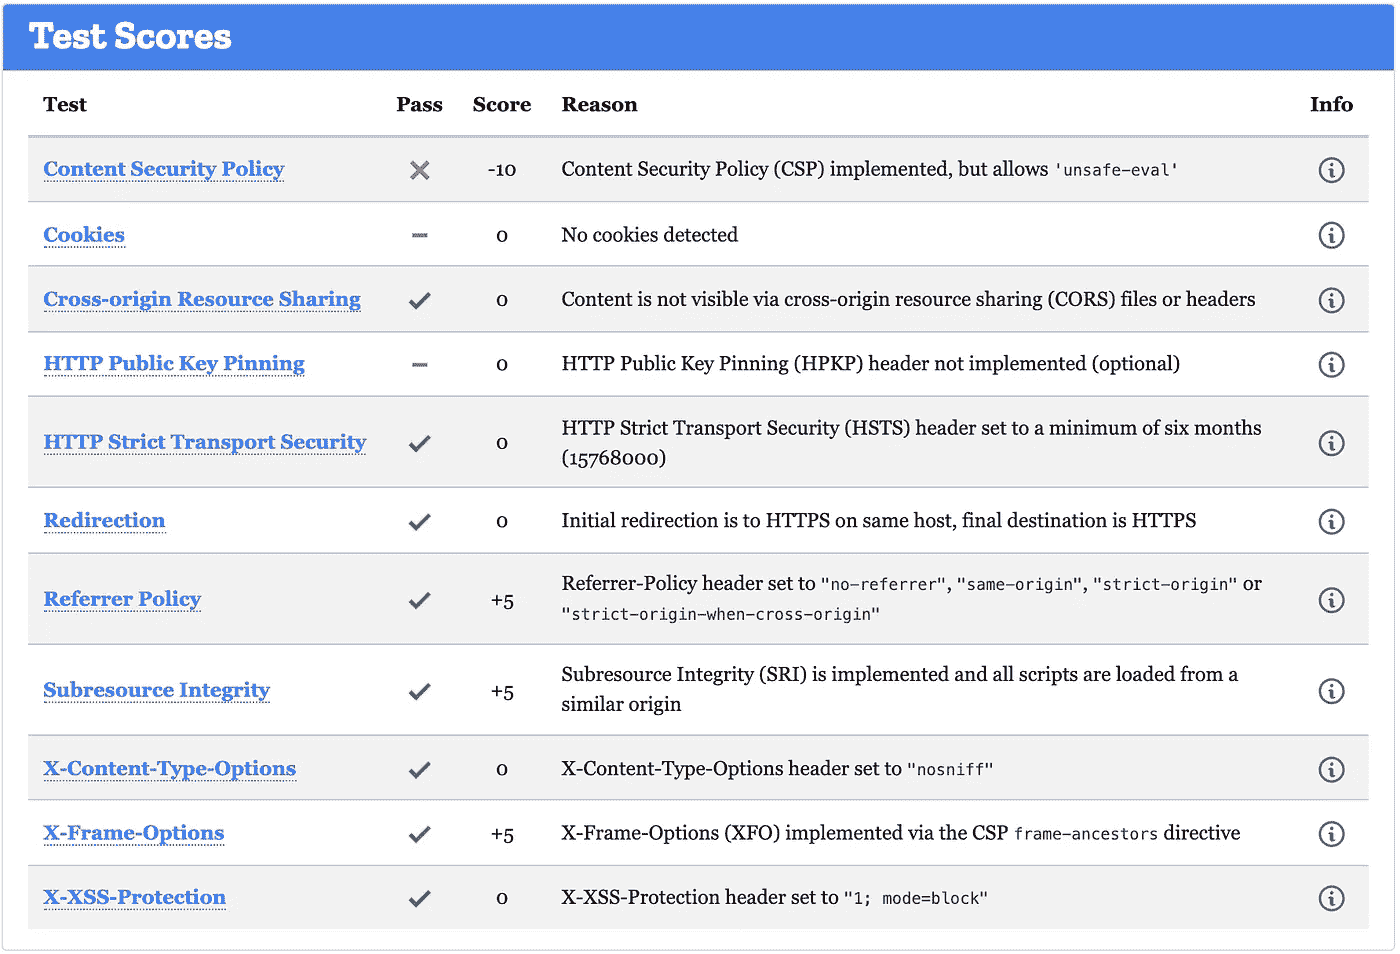 Test Scores
Test Pass Score Reason Info
Content Security Policy -10 Content Security Policy (CSP) implemented, but allows 'unsafe-eval'
Cookies 0 No cookies detected
Cross-origin Resource Sharing 0 Content is not visible via cross-origin resource sharing (CORS) files or headers
HTTP Public Key Pinning 0 HTTP Public Key Pinning (HPKP) header not implemented (optional)
HTTP Strict Transport Security 0 HTTP Strict Transport Security (HSTS) header set to a minimum of six months
(15768000)
Redirection 0 Initial redirection is to HTTPS on same host, final destination is HTTPS
Referrer Policy +5 Referrer-Policy header set to "no-referrer", "same-origin", "strict-origin" or
"strict-origin-when-cross-origin"
Subresource Integrity +5 Subresource Integrity (SRI) is implemented and all scripts are loaded from a
similar origin
X-Content-Type-Options 0 X-Content-Type-Options header set to "nosniff"
X-Frame-Options +5 X-Frame-Options (XFO) implemented via the CSP frame-ancestors directive
X-XSS-Protection 0 X-XSS-Protection header set to "1; mode=block"